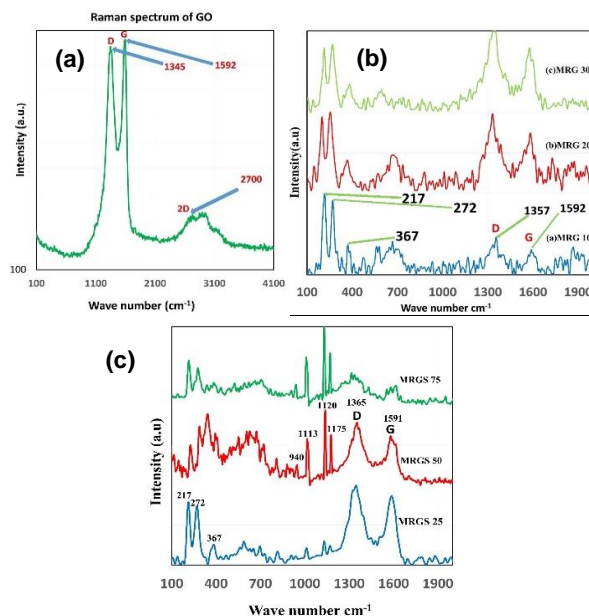 Raman spectrum of GO
(a)
D
G
1345
1592
2700
2D
Intensity (a.u.)
100
100 1100 2100 3100 4100
Wave number (cm-1)
(b)
(c)MRG 30
(b)MRG 20
217
272
1357
1592
367
D
G
(a)MRG 10
Intensity(a.u)
100 400 700 1000 1300 1600 1900
Wave number cm-1
(c)
MRGS 75
1120
1365
1591
D
G
1113
1175
940
MRGS 50
217
272
367
MRGS 25
Intensity (a.u)
100 400 700 1000 1300 1600 1900
Wave number cm-1